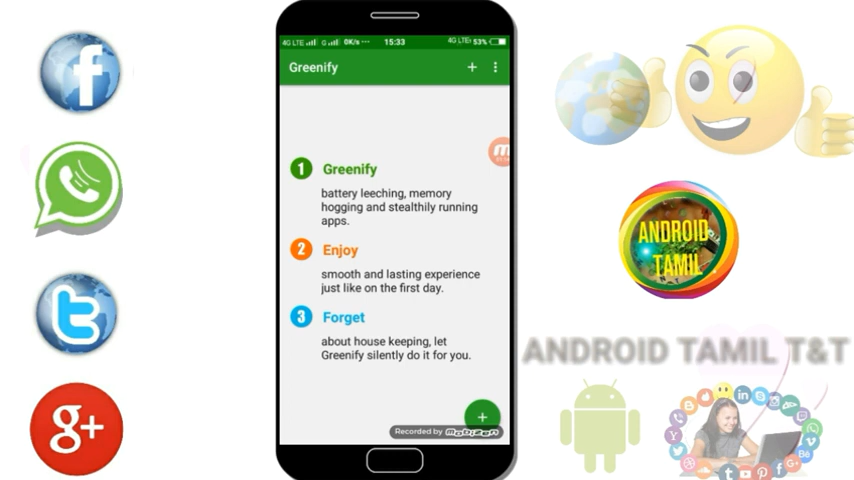 4G LTE
G
0K/s
15:33
4G LTE
53%
Greenify
1 Greenify
battery leeching, memory
hogging and stealthily running
apps.
2 Enjoy
smooth and lasting experience
just like on the first day.
3 Forget
about house keeping, let
Greenify silently do it for you.
Recorded by Mobizen
ANDROID
TAMIL
ANDROID TAMIL T&T
g+